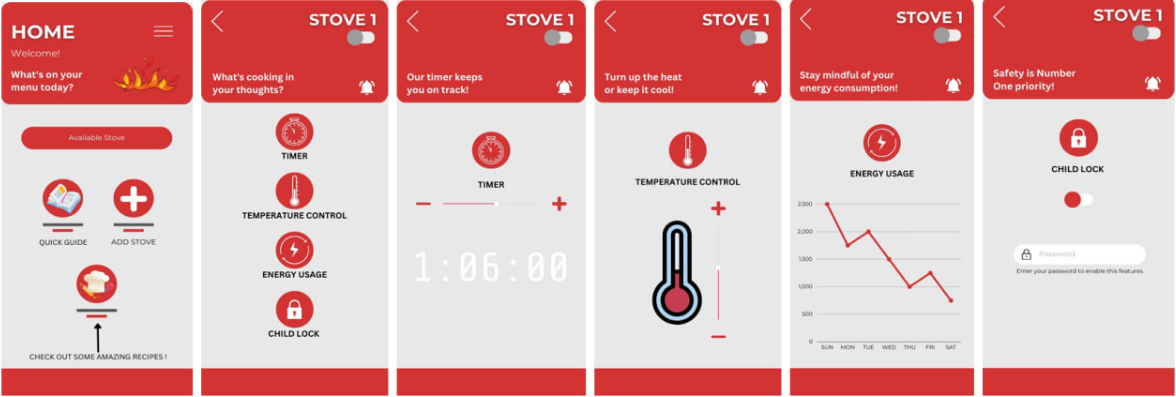 HOME
Welcome!
What's on your
menu today?
Available Stove
QUICK GUIDE
ADD STOVE
CHECK OUT SOME AMAZING RECIPES !
STOVE 1
What's cooking in
your thoughts?
TIMER
TEMPERATURE CONTROL
ENERGY USAGE
CHILD LOCK
STOVE 1
Our timer keeps
you on track!
TIMER
1:06:00
STOVE 1
Turn up the heat
or keep it cool!
TEMPERATURE CONTROL
STOVE 1
Stay mindful of your
energy consumption!
ENERGY USAGE
2,500
2,000
1,500
1,000
500
0
SUN MON TUE WED THU FRI SAT
STOVE 1
Safety is Number
One priority!
CHILD LOCK
Password
Enter your password to enable this features.